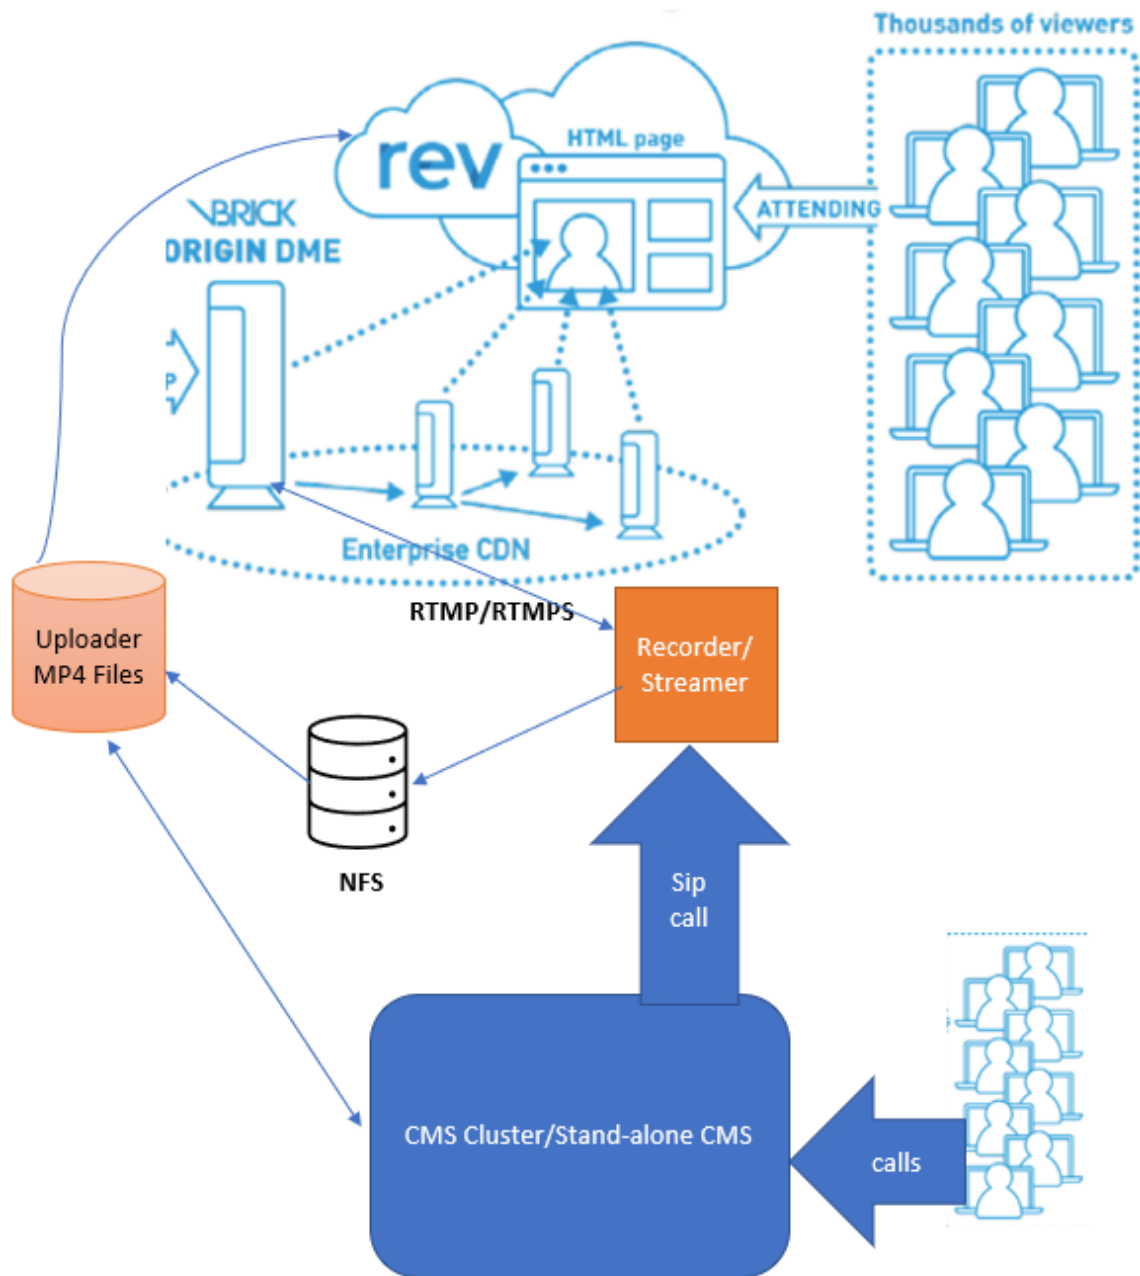 Thousands of viewers
HTML page
rev
ATTENDING
VBRICK
ORIGIN DME
P
Enterprise CDN
RTMP/RTMPS
Uploader
MP4 Files
Recorder/
Streamer
NFS
Sip
call
CMS Cluster/Stand-alone CMS
calls